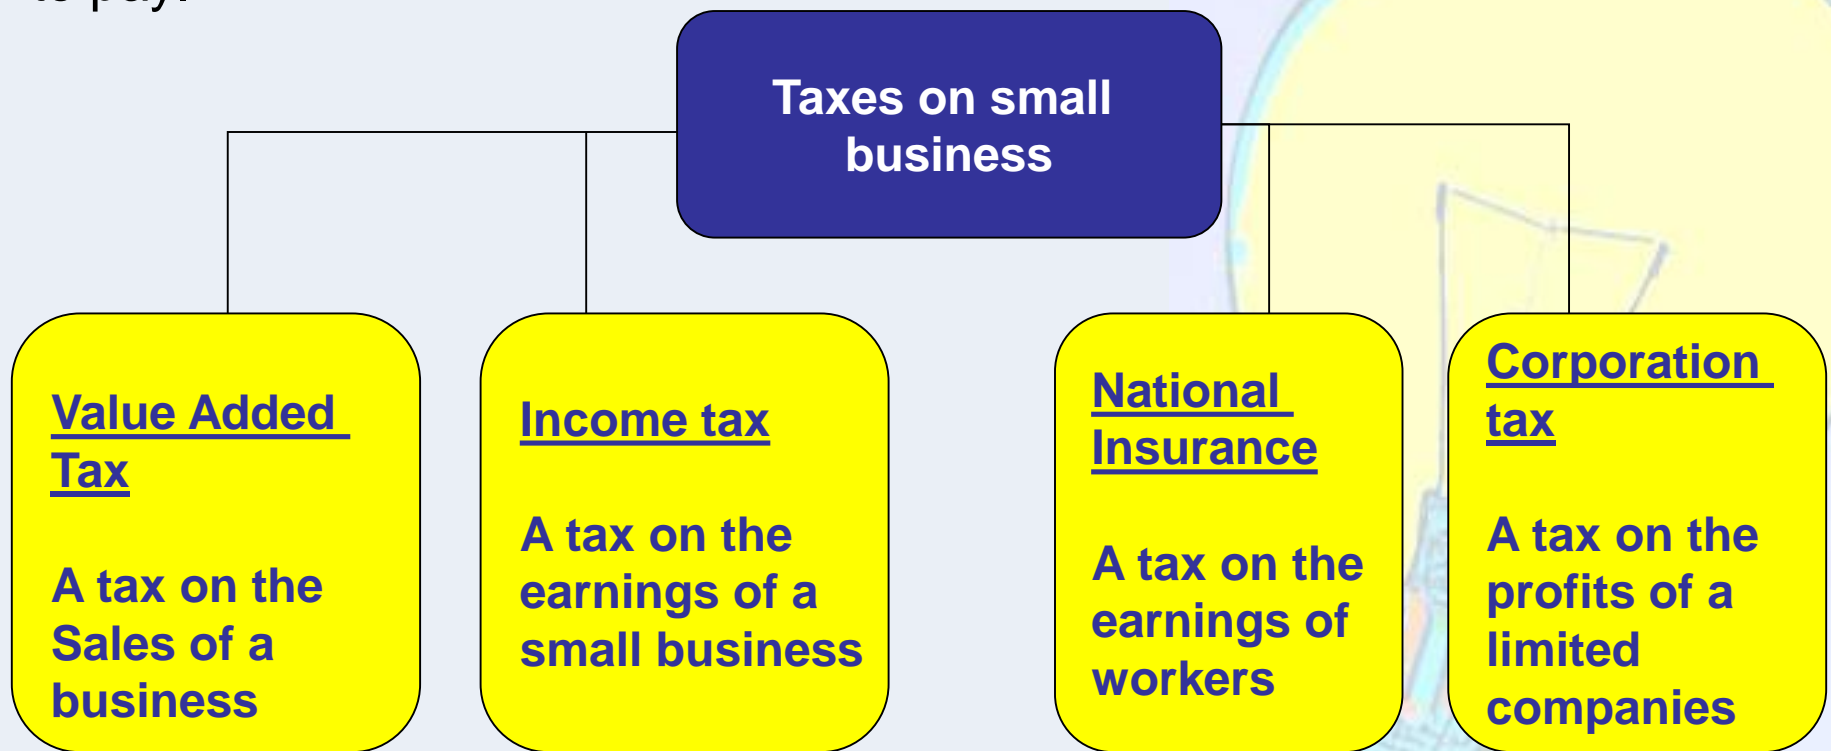 to pay.
Taxes on small
business
Value Added
Tax
A tax on the
Sales of a
business
Income tax
A tax on the
earnings of a
small business
National
Insurance
A tax on the
earnings of
workers
Corporation
tax
A tax on the
profits of a
limited
companies